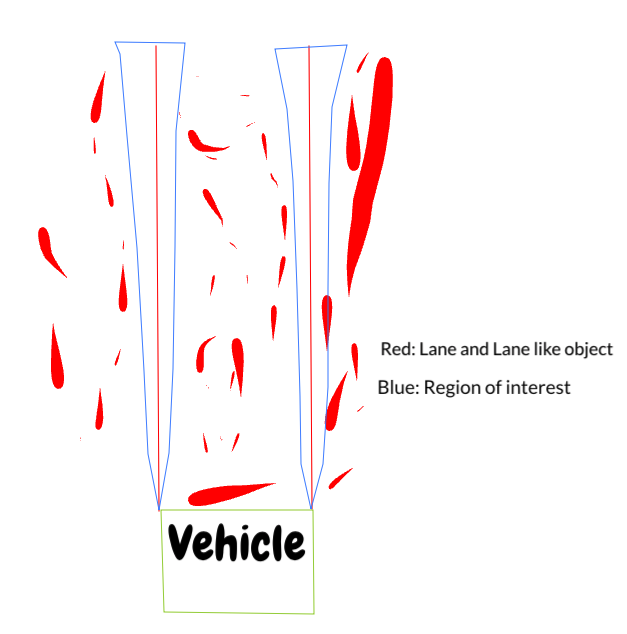 Red: Lane and Lane like object
Blue: Region of interest
Vehicle